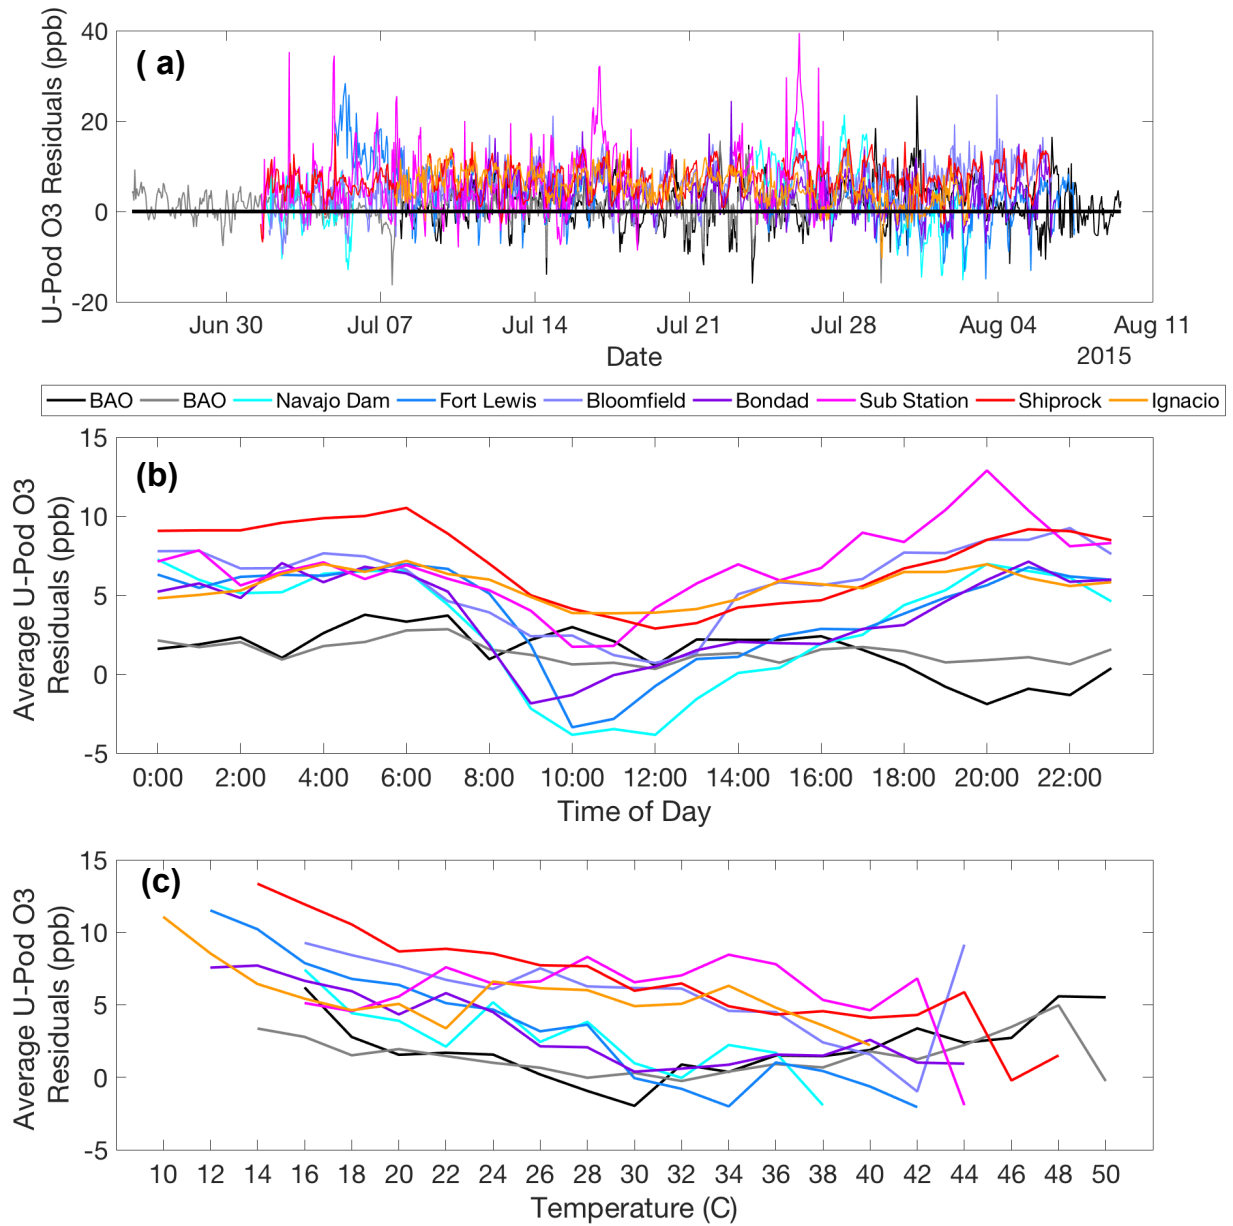 ( a)
U-Pod O3 Residuals (ppb)
40
20
0
-20
Jun 30 Jul 07 Jul 14 Jul 21 Jul 28 Aug 04 Aug 11
Date
2015
BAO BAO Navajo Dam Fort Lewis Bloomfield Bondad Sub Station Shiprock Ignacio
(b)
Average U-Pod O3
Residuals (ppb)
15
10
5
0
-5
0:00 2:00 4:00 6:00 8:00 10:00 12:00 14:00 16:00 18:00 20:00 22:00
Time of Day
(c)
Average U-Pod O3
Residuals (ppb)
15
10
5
0
-5
10 12 14 16 18 20 22 24 26 28 30 32 34 36 38 40 42 44 46 48 50
Temperature (C)